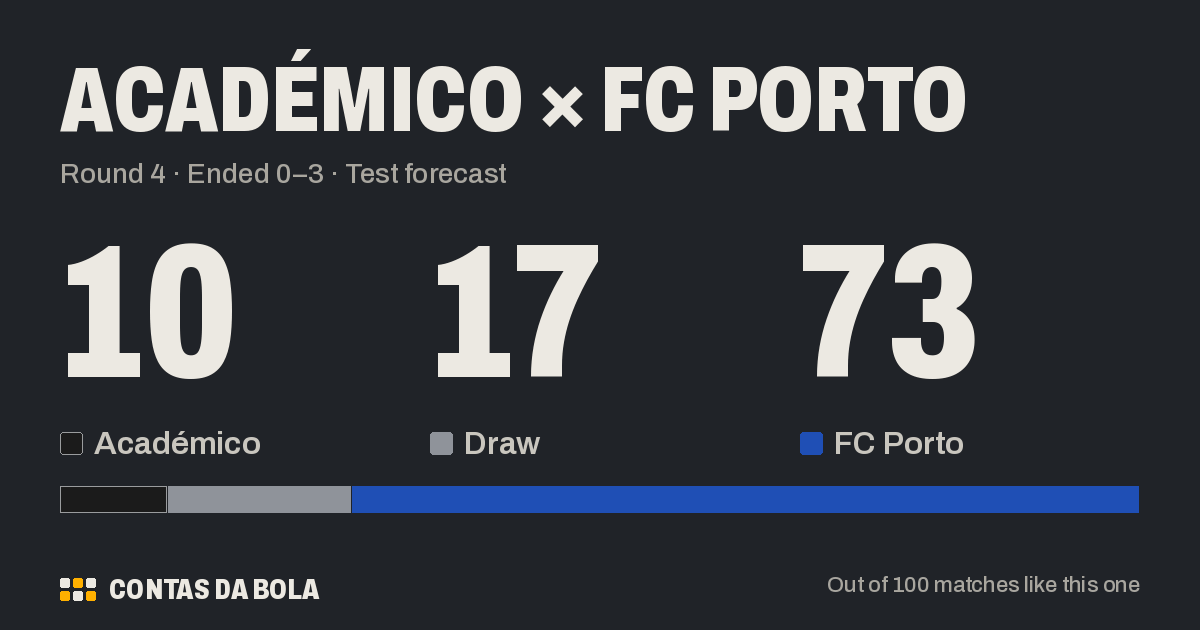 ACADÉMICO × FC PORTO
Round 4 · Ended 0–3 · Test forecast
10 17 73
Académico Draw FC Porto
CONTAS DA BOLA
Out of 100 matches like this one